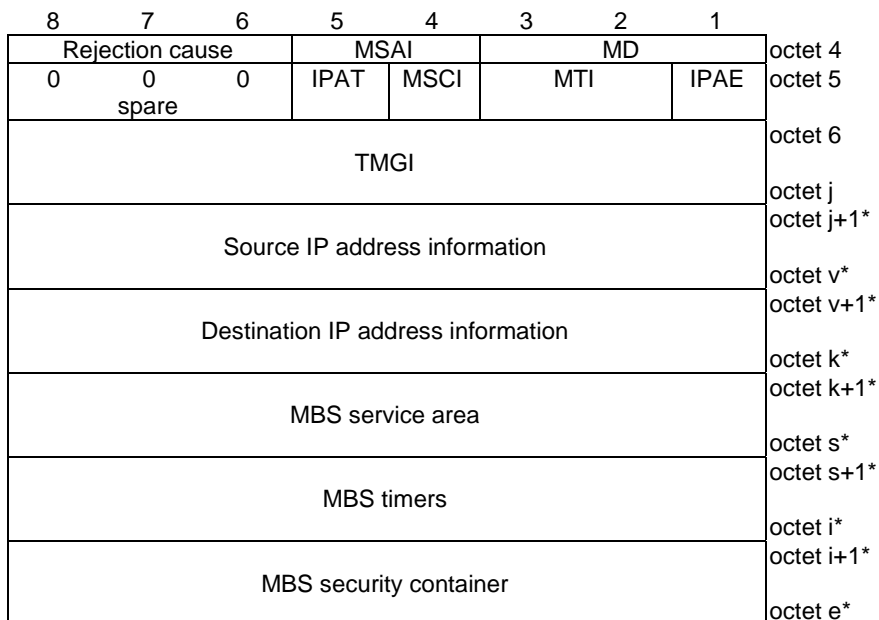 8 7 6 5 4 3 2 1
Rejection cause MSAI MD octet 4
0 0 0 IPAT MSCI MTI IPAE octet 5
spare
octet 6
TMGI
octet j
octet j+1*
Source IP address information
octet v*
octet v+1*
Destination IP address information
octet k*
octet k+1*
MBS service area
octet s*
octet s+1*
MBS timers
octet i*
octet i+1*
MBS security container
octet e*